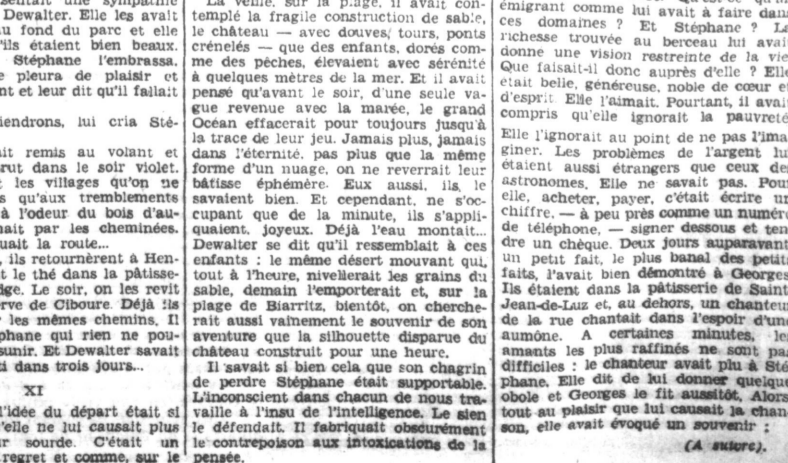 Dewalter. Elle les avait
au fond du parc et elle
'ils étaient bien beaux.
Stéphane l'embrassa.
pleura de plaisir et
nt et leur dit qu'il fallait
iendrons, lui cria Sté-
it remis au volant et
rut dans le soir violet.
les villages qu'on ne
s qu'aux tremblements
à l'odeur du bois d'au-
nait par les cheminées.
uait la route...
, ils retournèrent à Hen-
t le thé dans la pâtisse-
ige. Le soir, on les revit
rve de Ciboure. Déjà ils
les mêmes chemins. Il
phane qui rien ne pou-
sunir. Et Dewalter savait
ti dans trois jours...
XI
l'idée du départ était si
'elle ne lui causait plus
ur sourde. C'était un
regret et comme, sur le
La veille, sur la plage, il avait con-
templé la fragile construction de sable,
le château — avec douves, tours, ponts
crénelés — que des enfants, dorés com-
me des pêches, élevaient avec sérénité
à quelques mètres de la mer. Et il avait
pensé qu'avant le soir, d'une seule va-
gue revenue avec la marée, le grand
Océan effacerait pour toujours jusqu'à
la trace de leur jeu. Jamais plus, jamais
dans l'éternité, pas plus que la même
forme d'un nuage, on ne reverrait leur
bâtisse éphémère. Eux aussi, ils, le
savaient bien. Et cependant, ne s'oc-
cupant que de la minute, ils s'appli-
quaient, joyeux. Déjà l'eau montait...
Dewalter se dit qu'il ressemblait à ces
enfants : le même désert mouvant qui,
tout à l'heure, nivellerait les grains du
sable, demain l'emporterait et, sur la
plage de Biarritz, bientôt, on cherche-
rait aussi vainement le souvenir de son
aventure que la silhouette disparue du
château construit pour une heure.
Il savait si bien cela que son chagrin
de perdre Stéphane était supportable.
L'inconscient dans chacun de nous tra-
vaille à l'insu de l'intelligence. Le sien
le défendait. Il fabriquait obscurément
le contrepoison aux intoxications de la
pensée.
émigrant comme lui avait à faire dans
ces domaines ? Et Stéphane ? La
richesse trouvée au berceau lui avait
donne une vision restreinte de la vie.
Que faisait-il donc auprès d'elle ? Elle
était belle, généreuse, noble de cœur et
d'esprit. Elle l'aimait. Pourtant, il avait
compris qu'elle ignorait la pauvreté.
Elle l'ignorait au point de ne pas l'ima-
giner. Les problèmes de l'argent lui
étaient aussi étrangers que ceux des
astronomes. Elle ne savait pas. Pour
elle, acheter, payer, c'était écrire un
chiffre, — à peu près comme un numéro
de téléphone, — signer dessous et ten-
dre un chèque. Deux jours auparavant,
un petit fait, le plus banal des petits
faits, l'avait bien démontré à Georges.
Ils étaient dans la pâtisserie de Saint-
Jean-de-Luz et, au dehors, un chanteur
de la rue chantait dans l'espoir d'une
aumône. A certaines minutes, les
amants les plus raffinés ne sont pas
difficiles : le chanteur avait plu à Sté-
phane. Elle dit de lui donner quelque
obole et Georges le fit aussitôt. Alors,
tout au plaisir que lui causait la chan-
son, elle avait évoqué un souvenir :
(A suivre).